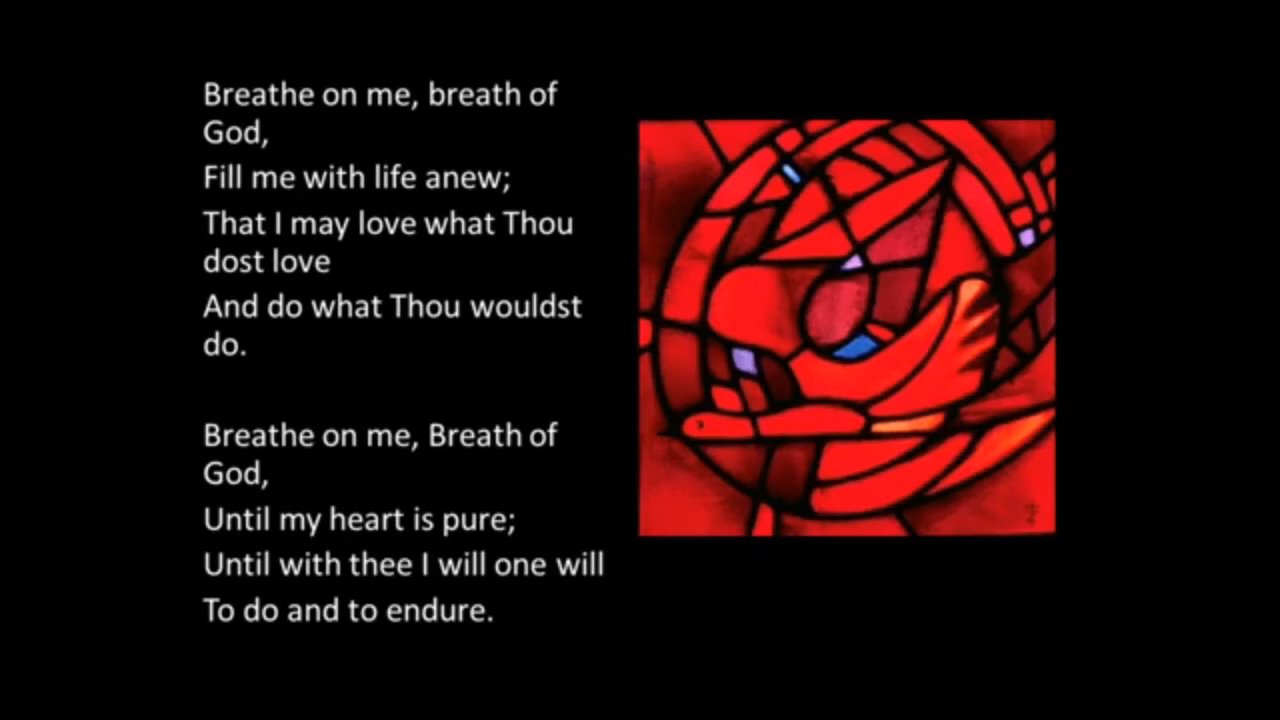 Breathe on me, breath of
God,
Fill me with life anew;
That I may love what Thou
dost love
And do what Thou wouldst
do.
Breathe on me, Breath of
God,
Until my heart is pure;
Until with thee I will one will
To do and to endure.